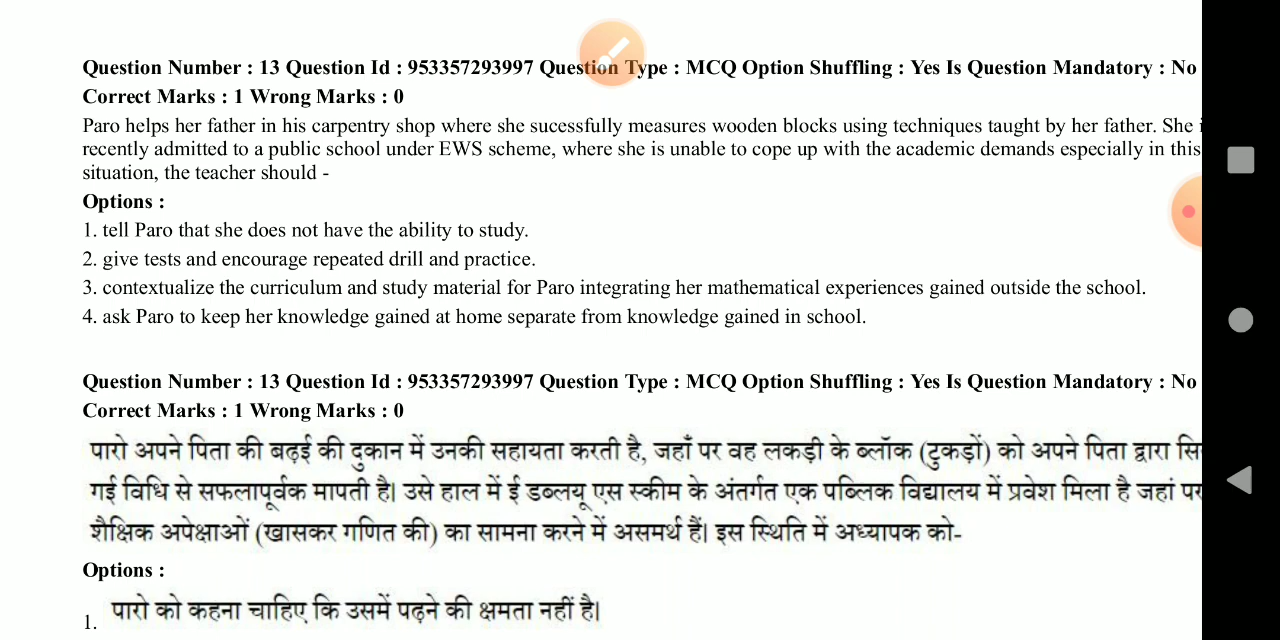 Question Number : 13 Question Id : 953357293997 Question Type : MCQ Option Shuffling : Yes Is Question Mandatory : No
Correct Marks : 1 Wrong Marks : 0
Paro helps her father in his carpentry shop where she sucessfully measures wooden blocks using techniques taught by her father. She
recently admitted to a public school under EWS scheme, where she is unable to cope up with the academic demands especially in this
situation, the teacher should -
Options :
1. tell Paro that she does not have the ability to study.
2. give tests and encourage repeated drill and practice.
3. contextualize the curriculum and study material for Paro integrating her mathematical experiences gained outside the school.
4. ask Paro to keep her knowledge gained at home separate from knowledge gained in school.
Question Number : 13 Question Id : 953357293997 Question Type : MCQ Option Shuffling : Yes Is Question Mandatory : No
Correct Marks : 1 Wrong Marks : 0
पारो अपने पिता की बढ़ई की दुकान में उनकी सहायता करती है, जहाँ पर वह लकड़ी के ब्लॉक (टुकड़ों) को अपने पिता द्वारा
गई विधि से सफलापूर्वक मापती है। उसे हाल में ई डब्लयू एस स्कीम के अंतर्गत एक पब्लिक विद्यालय में प्रवेश मिला है जहां पर
शैक्षिक अपेक्षाओं (खासकर गणित की) का सामना करने में असमर्थ हैं। इस स्थिति में अध्यापक को-
Options :
1. पारो को कहना चाहिए कि उसमें पढ़ने की क्षमता नहीं है।